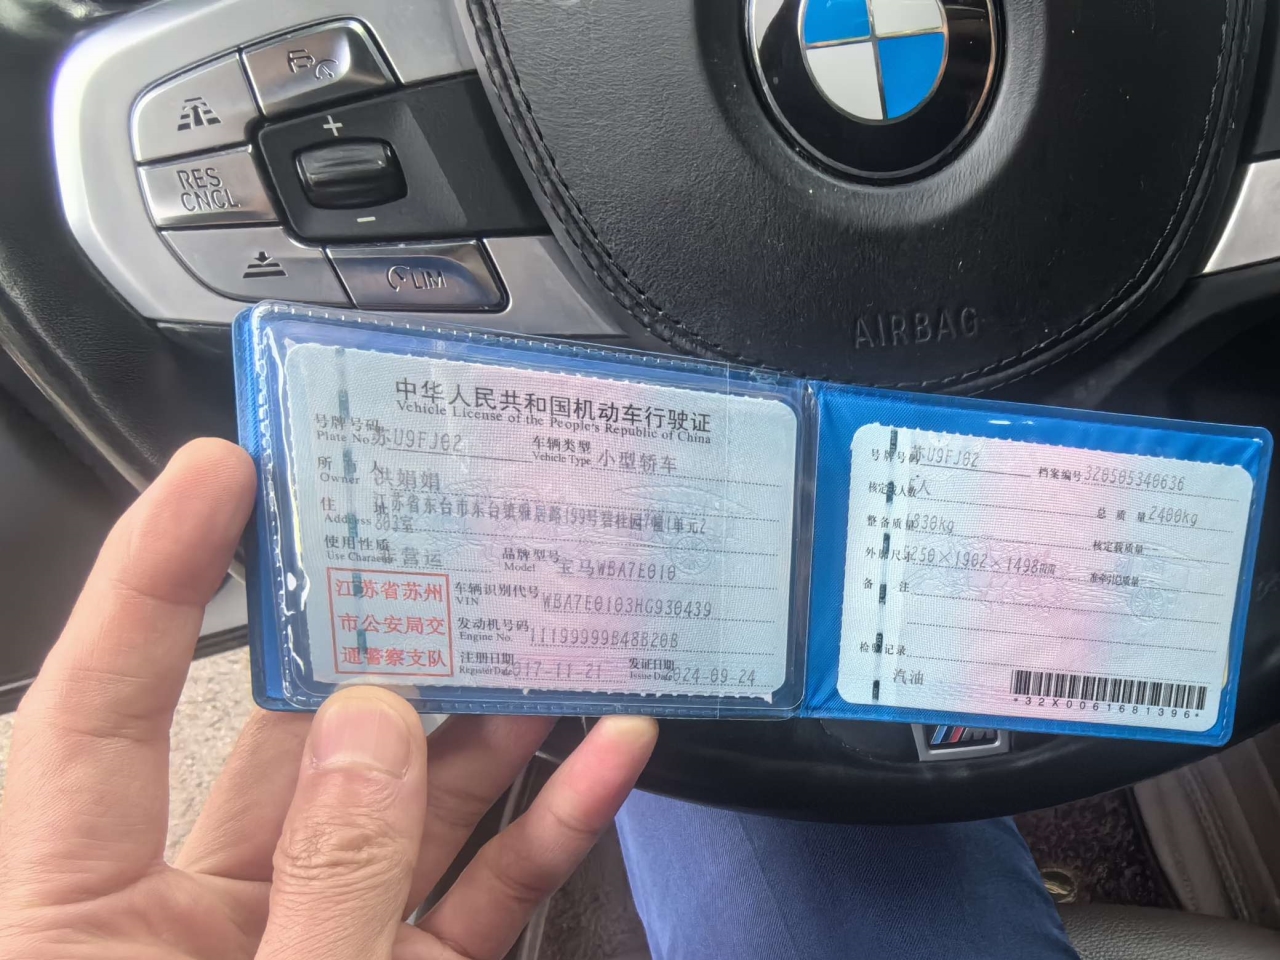 RES
CNCL
+
−
LIM
AIRBAG
中华人民共和国机动车行驶证
Vehicle License of the People's Republic of China
号牌号码 苏U9FJ02 车辆类型 小型轿车
Plate No. Vehicle Type
所有人 洪娟娟
Owner
住址 江苏省东台市东台镇雅居路199号碧桂园7幢1单元2
Address 803室
使用性质 非营运 品牌型号 宝马WBA7E010
Use Character Model
江苏省苏州
市公安局交
通警察支队
车辆识别代号 WBA7E0103HG930439
VIN
发动机号码 11199999B48B20B
Engine No.
注册日期 2017-11-21 发证日期 2024-09-24
Register Date Issue Date
号牌号码 苏U9FJ02 档案编号 320505340636
核定载人数 人 总质量 2400kg
整备质量 1830kg 核定载质量 --
外廓尺寸 5250×1902×1498mm 准牵引总质量 --
备注
检验记录
汽油
*32X0061681396*